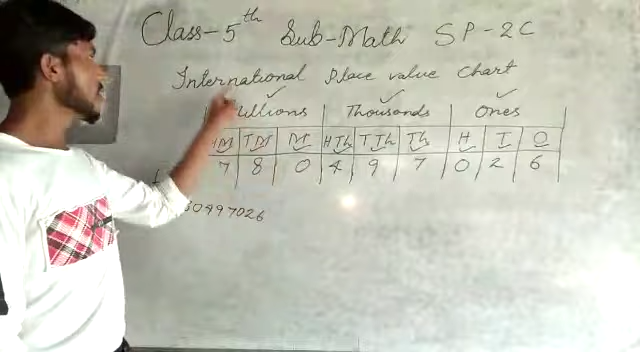 Class-5th Sub-Math SP-2C
International Place value Chart
Millions Thousands Ones
HM TM M HTh TTh Th H T O
7 8 0 4 9 7 0 2 6
80497026